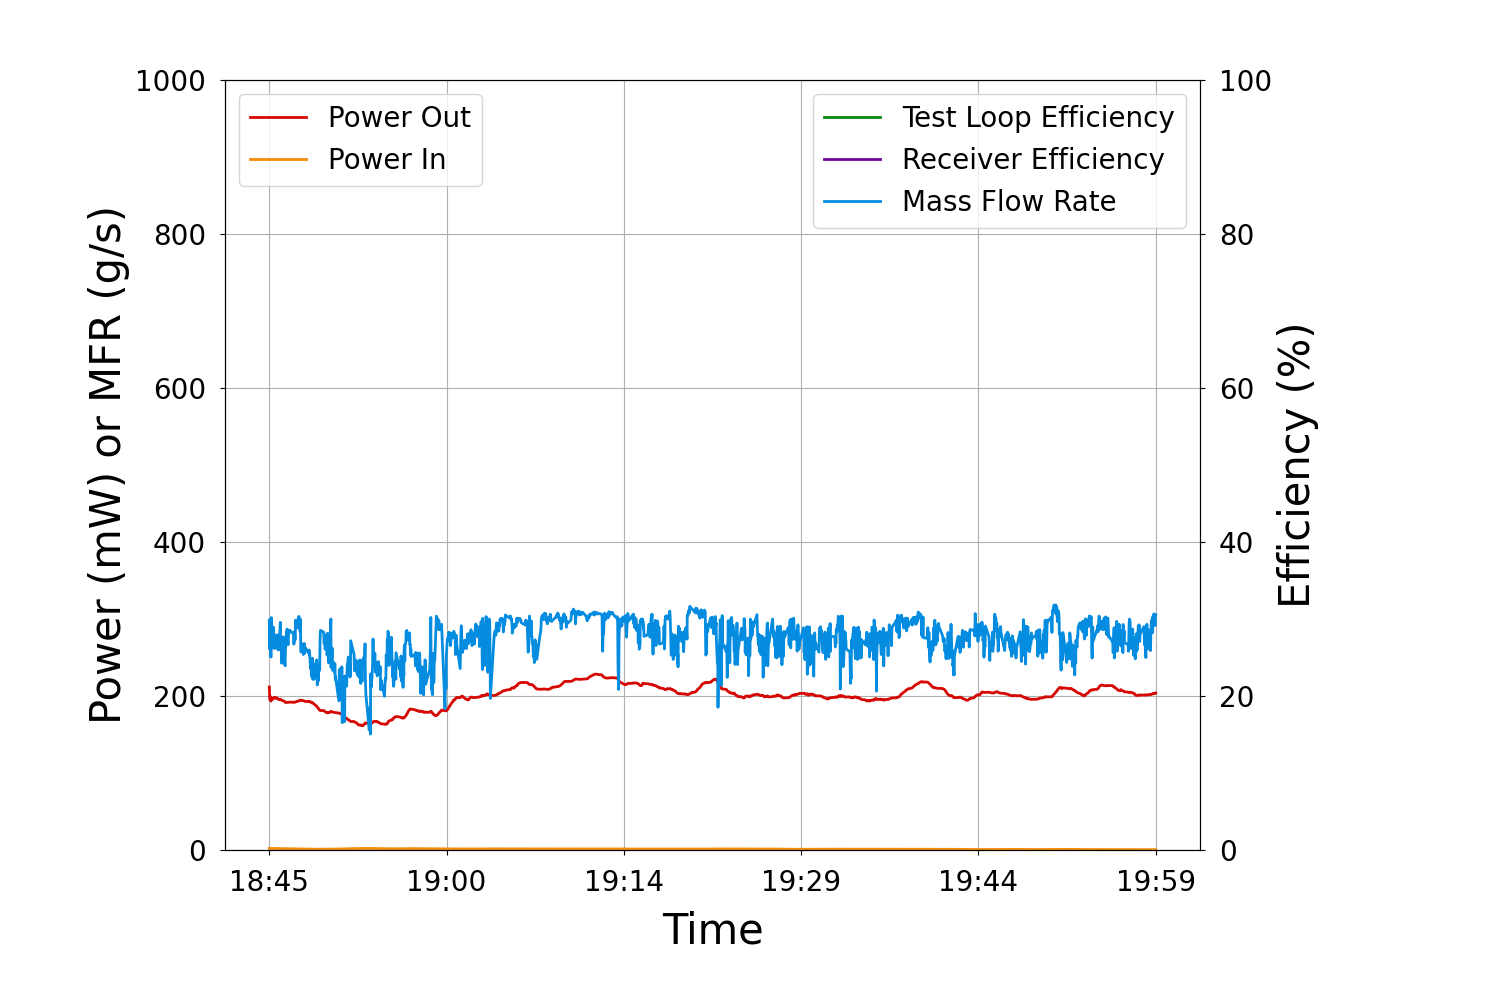 1000
800
600
400
200
0
Power (mW) or MFR (g/s)
Power Out
Power In
Test Loop Efficiency
Receiver Efficiency
Mass Flow Rate
100
80
60
40
20
0
Efficiency (%)
18:45 19:00 19:14 19:29 19:44 19:59
Time